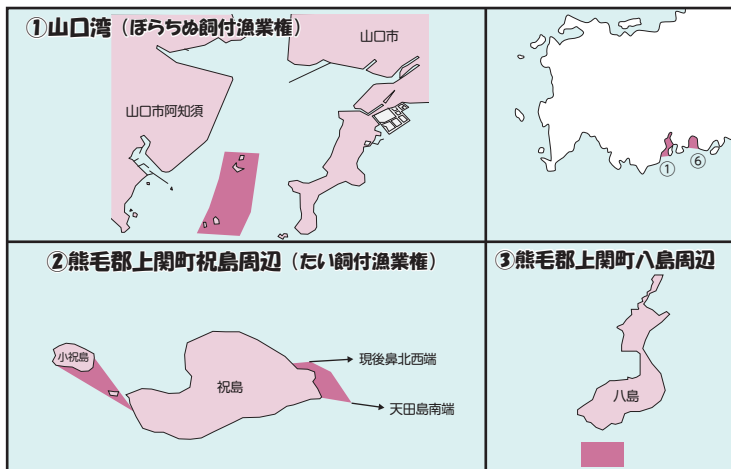 ①山口湾(ぼらちぬ飼付漁業権)
山口市
山口市阿知須
①
⑥
②熊毛郡上関町祝島周辺(たい飼付漁業権)
小祝島
祝島
現後鼻北西端
天田島南端
③熊毛郡上関町八島周辺
八島